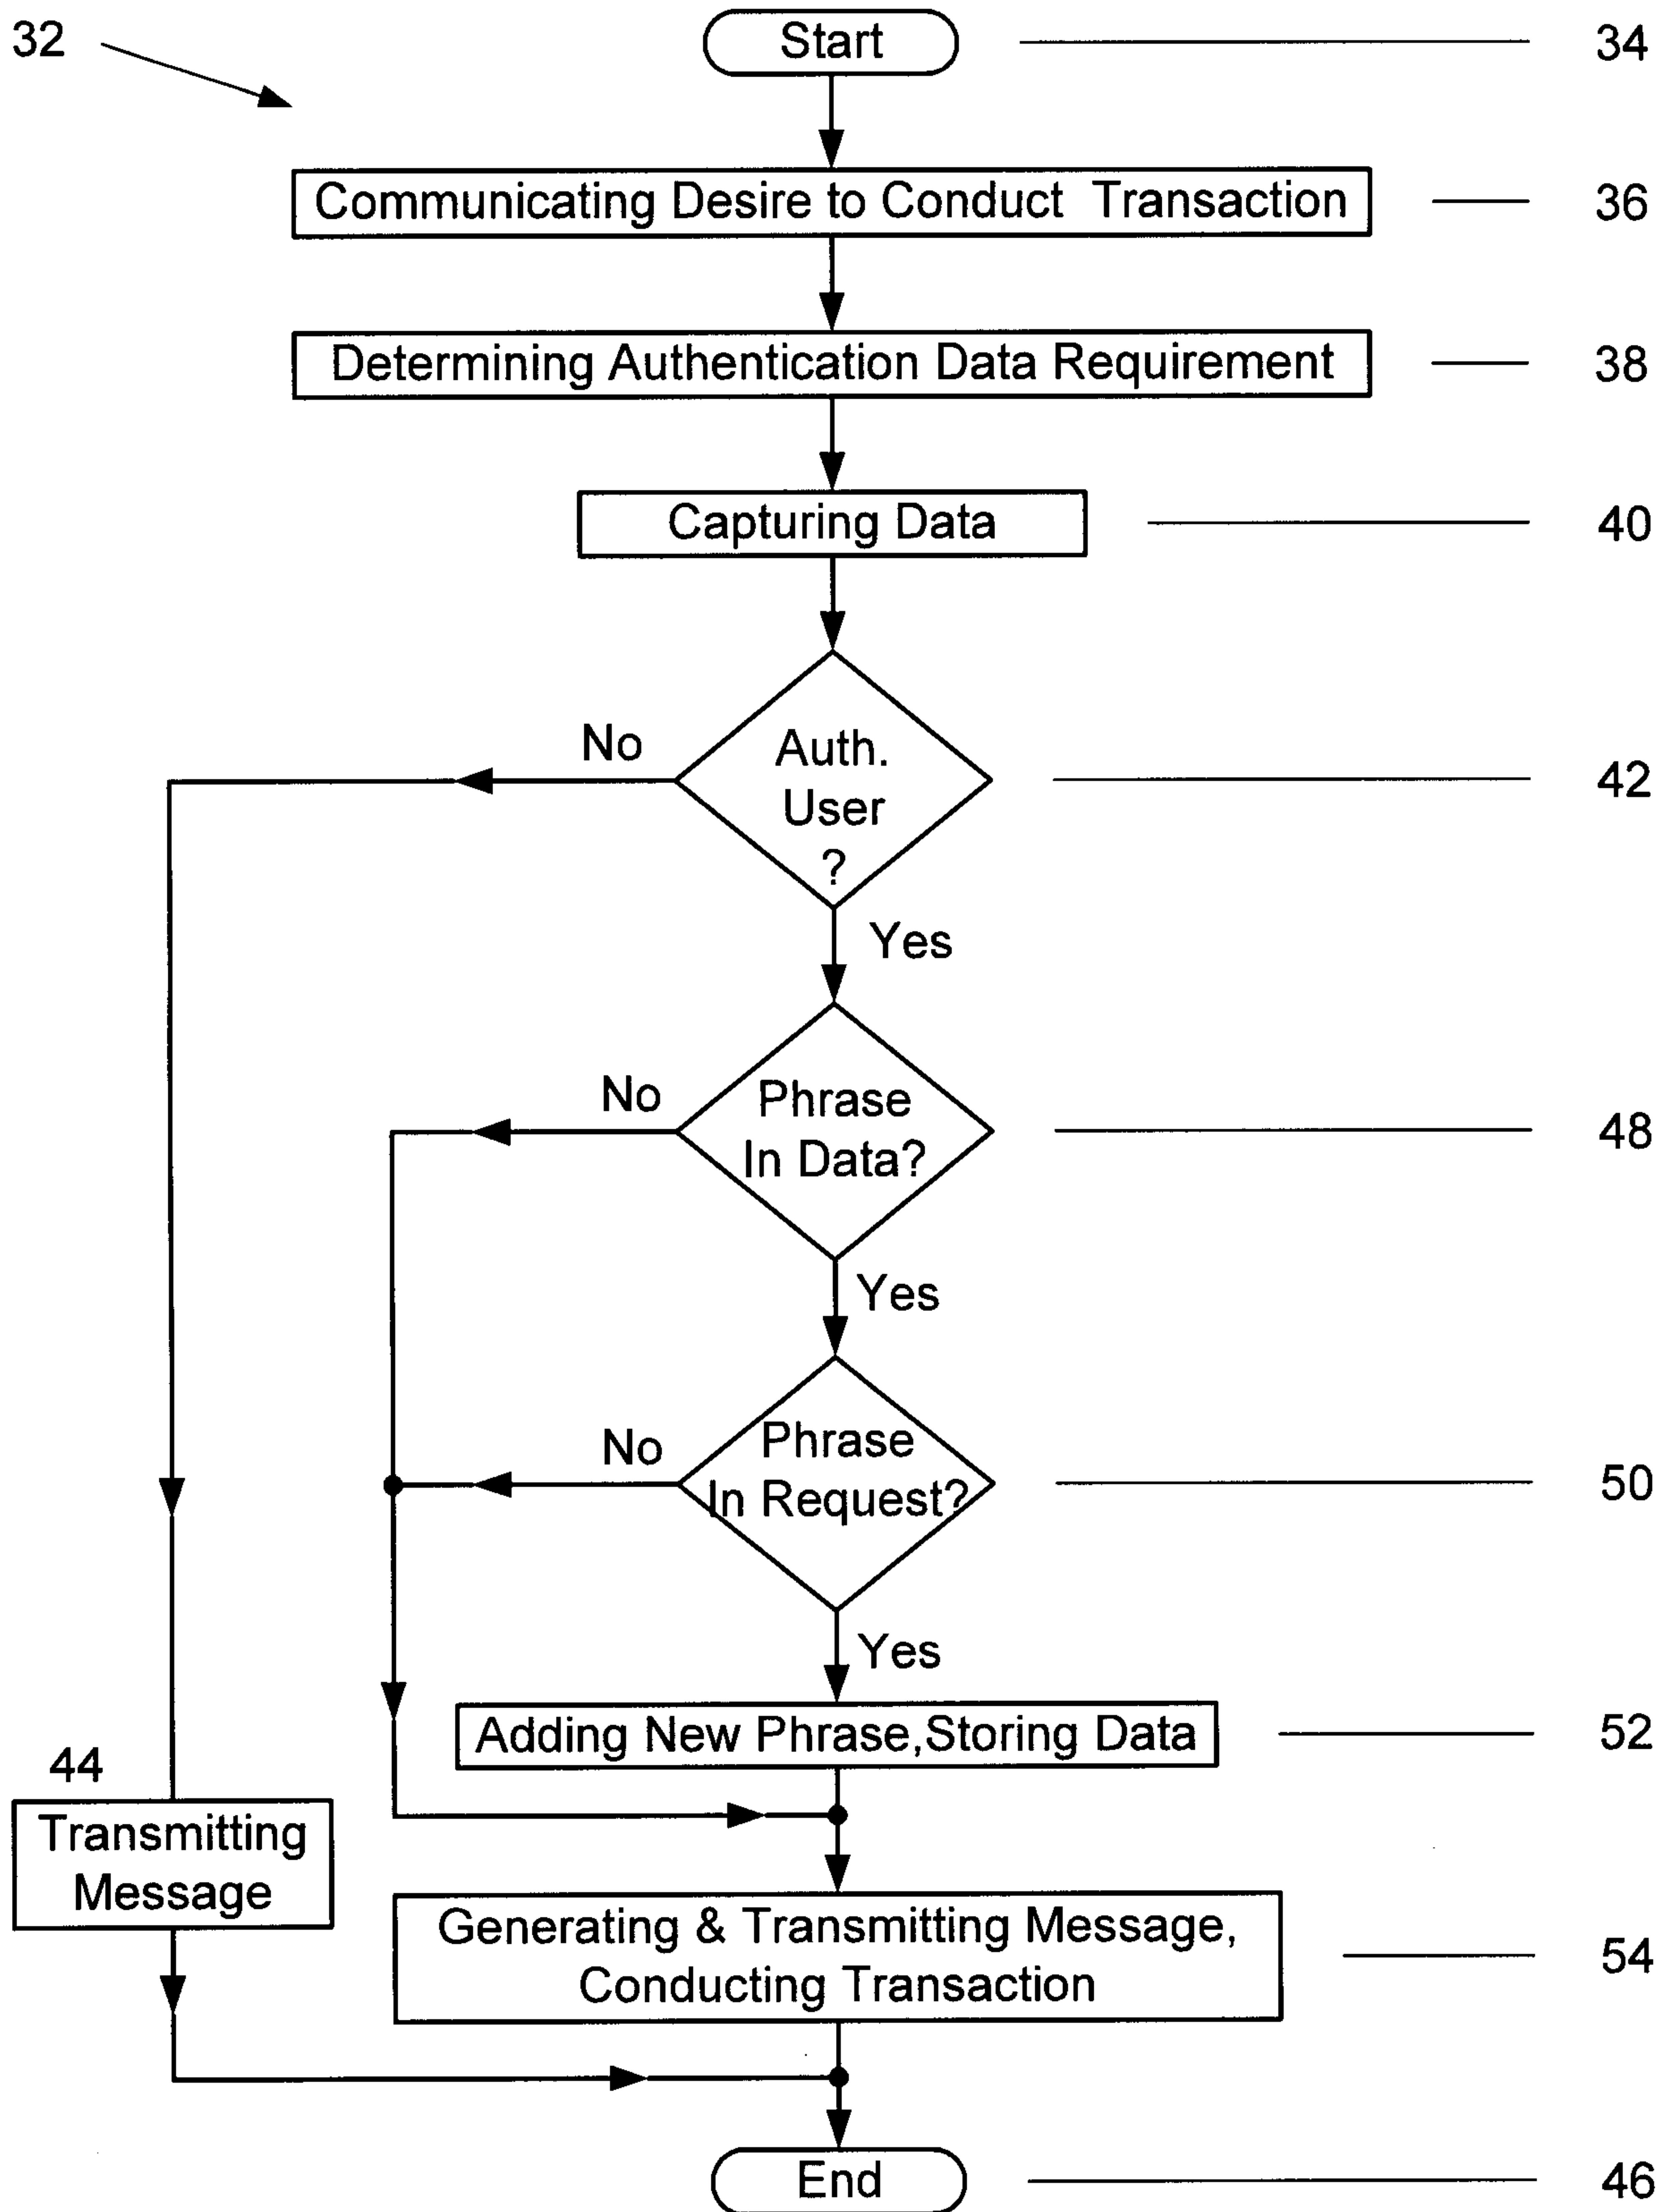 32
Start
34
Communicating Desire to Conduct Transaction
36
Determining Authentication Data Requirement
38
Capturing Data
40
No
Auth.
User
?
42
Yes
No
Phrase
In Data?
48
Yes
No
Phrase
In Request?
50
Yes
Adding New Phrase,Storing Data
52
44
Transmitting
Message
Generating & Transmitting Message,
Conducting Transaction
54
End
46